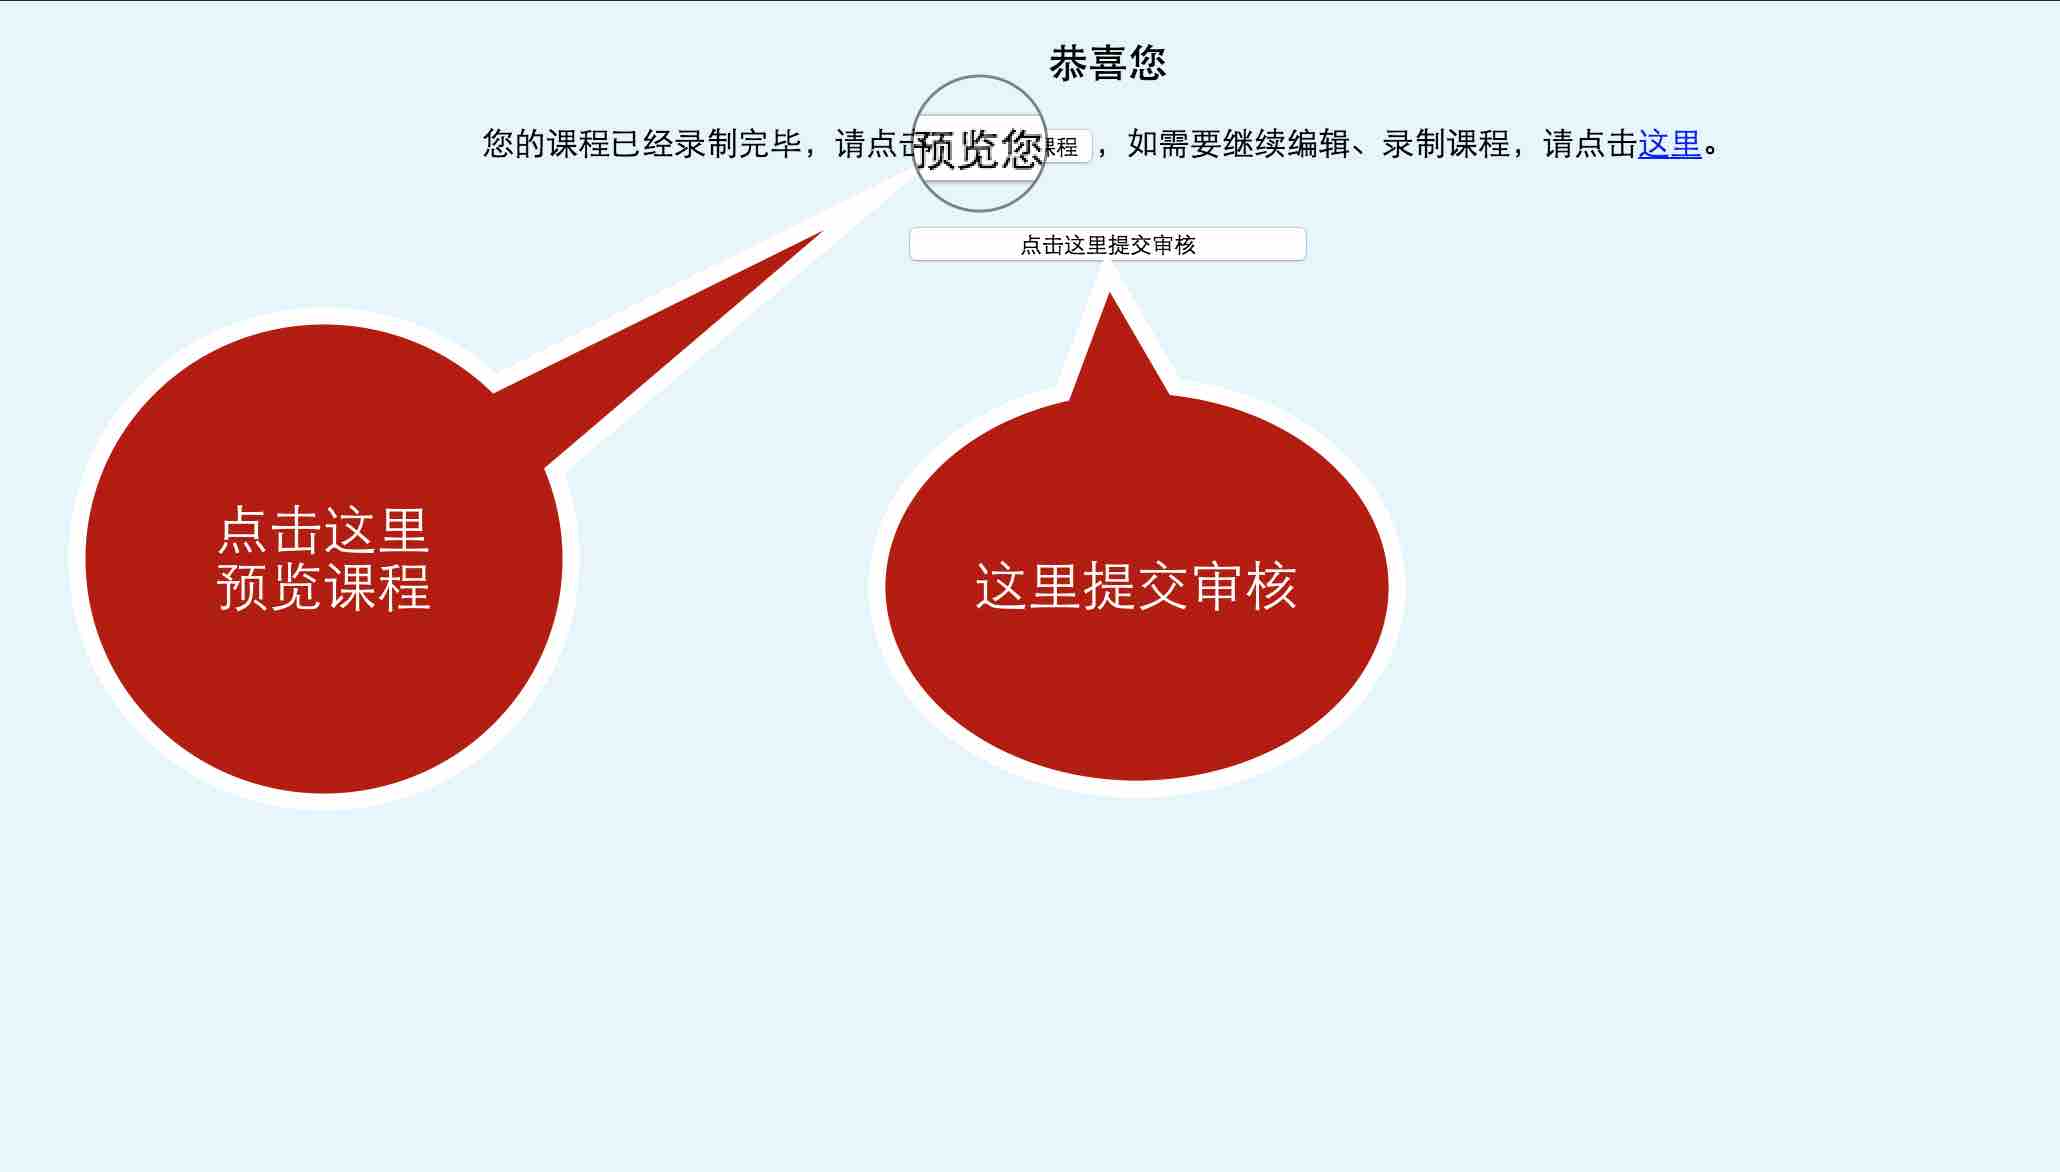 恭喜您
您的课程已经录制完毕，请点击预览您课程，如需要继续编辑、录制课程，请点击这里。
点击这里提交审核
点击这里
预览课程
这里提交审核